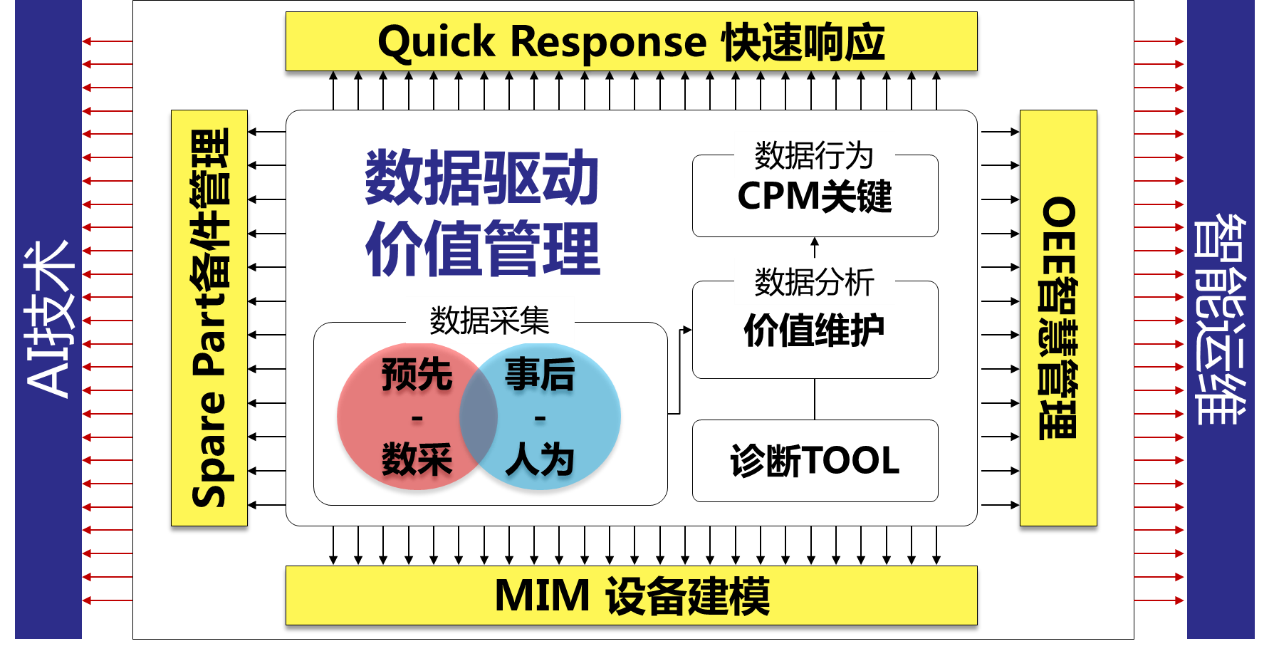 Quick Response 快速响应
AI技术
Spare Part备件管理
数据驱动
价值管理
数据采集
预先
-
数采
事后
-
人为
数据行为
CPM关键
数据分析
价值维护
诊断TOOL
OEE智慧管理
智能运维
MIM 设备建模